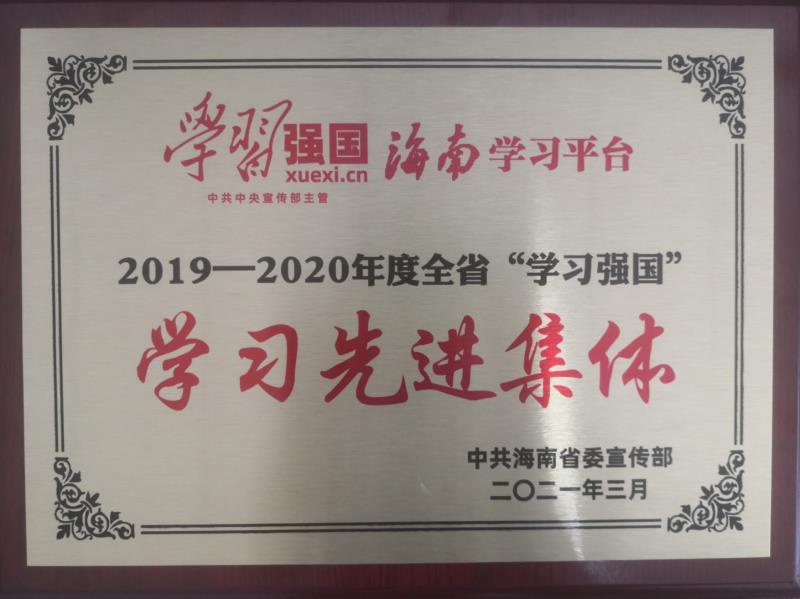 學習强国 海南学习平台
xuexi.cn
中共中央宣传部主管
2019—2020年度全省“学习强国”
学习先进集体
中共海南省委宣传部
二〇二一年三月